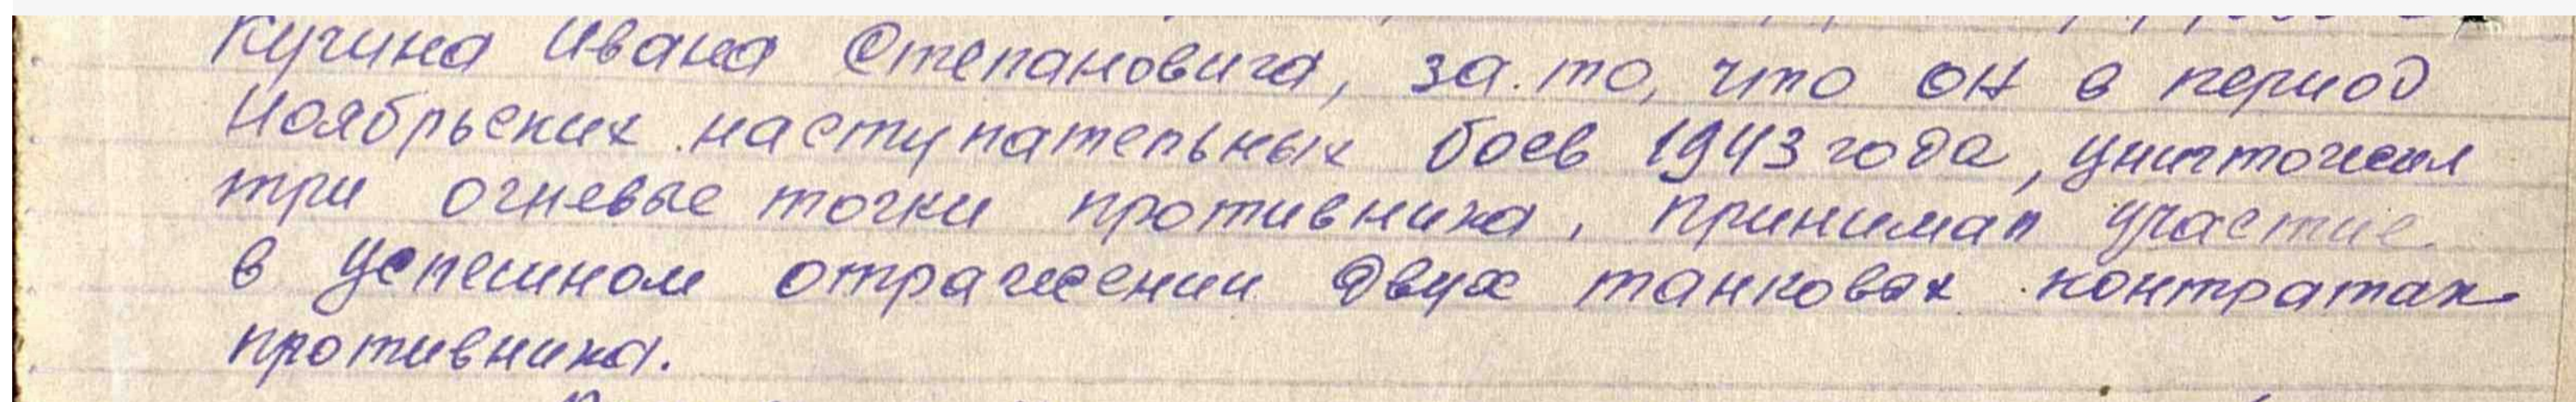 Кучина Ивана Степановича, за то, что он в период
Ноябрьских наступательных боев 1943 года, уничтожил
три огневые точки противника, принимал участие
в успешном отражении двух танковых контратак
противника.